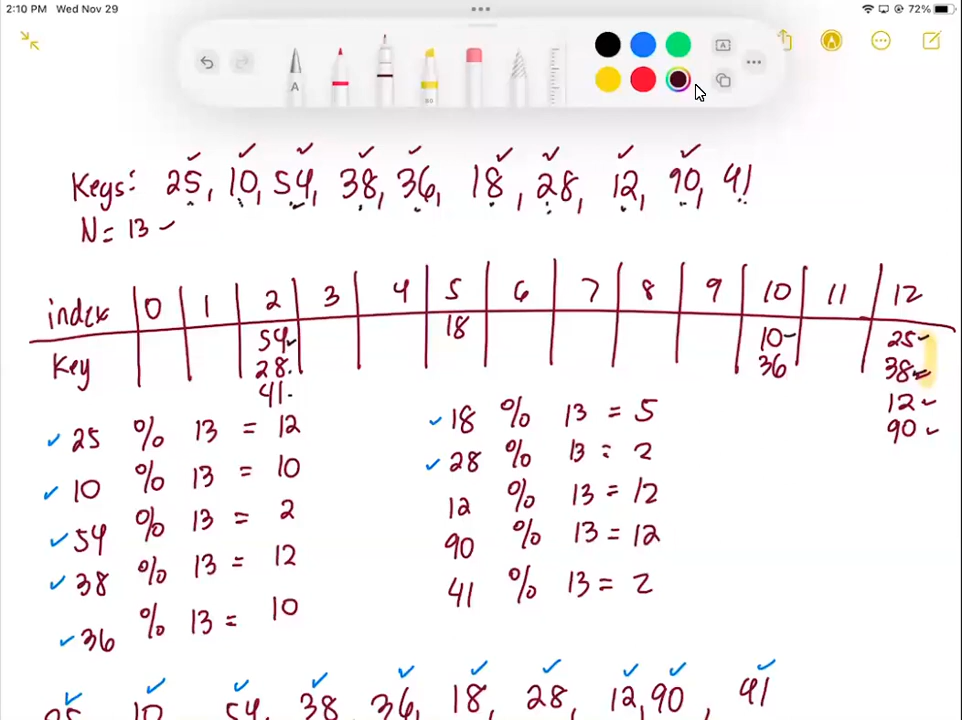 2:10 PM Wed Nov 29
72%
A
A
80
Keys: 25, 10, 54, 38, 36, 18, 28, 12, 90, 41
N = 13
index 0 1 2 3 4 5 6 7 8 9 10 11 12
Key 54 18 10 25
28 36 38
41 12
90
25 % 13 = 12
10 % 13 = 10
54 % 13 = 2
38 % 13 = 12
36 % 13 = 10
18 % 13 = 5
28 % 13 = 2
12 % 13 = 12
90 % 13 = 12
41 % 13 = 2
25 10 54 38 36, 18 28 12, 90, 41